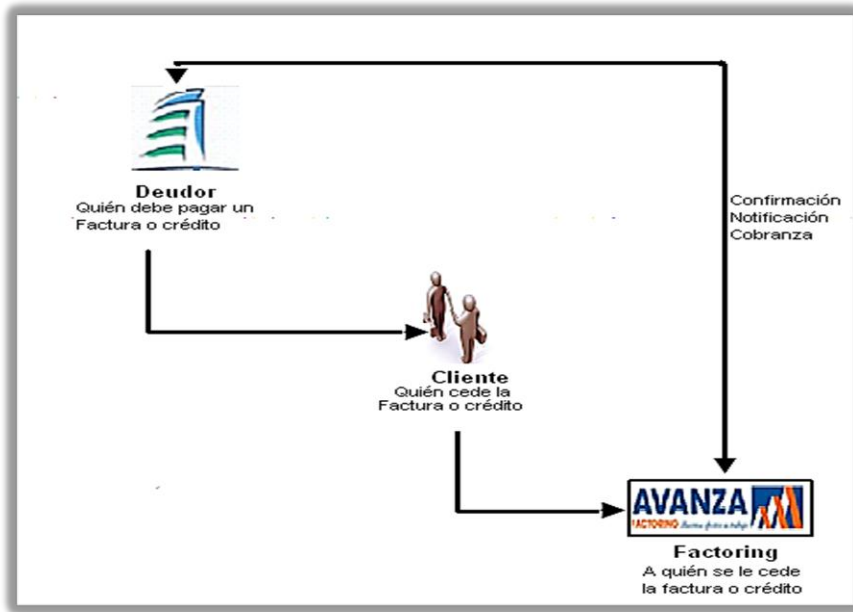 Deudor
Quién debe pagar un
Factura o crédito
Confirmación
Notificación
Cobranza
Cliente
Quién cede la
Factura o crédito
AVANZA
FACTORING
Factoring
A quién se le cede
la factura o crédito